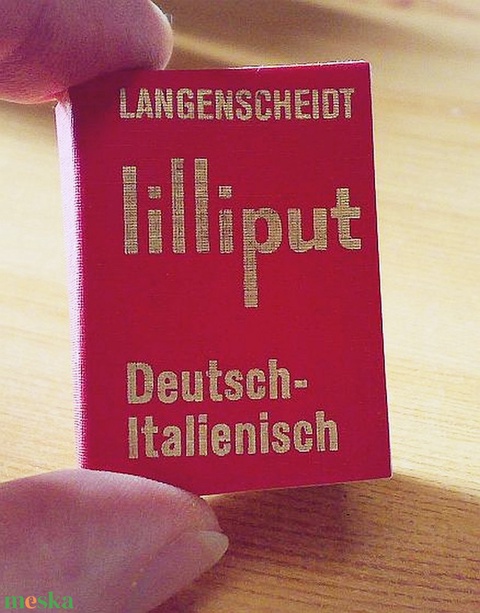 LANGENSCHEIDT
lilliput
Deutsch-
Italienisch
meska